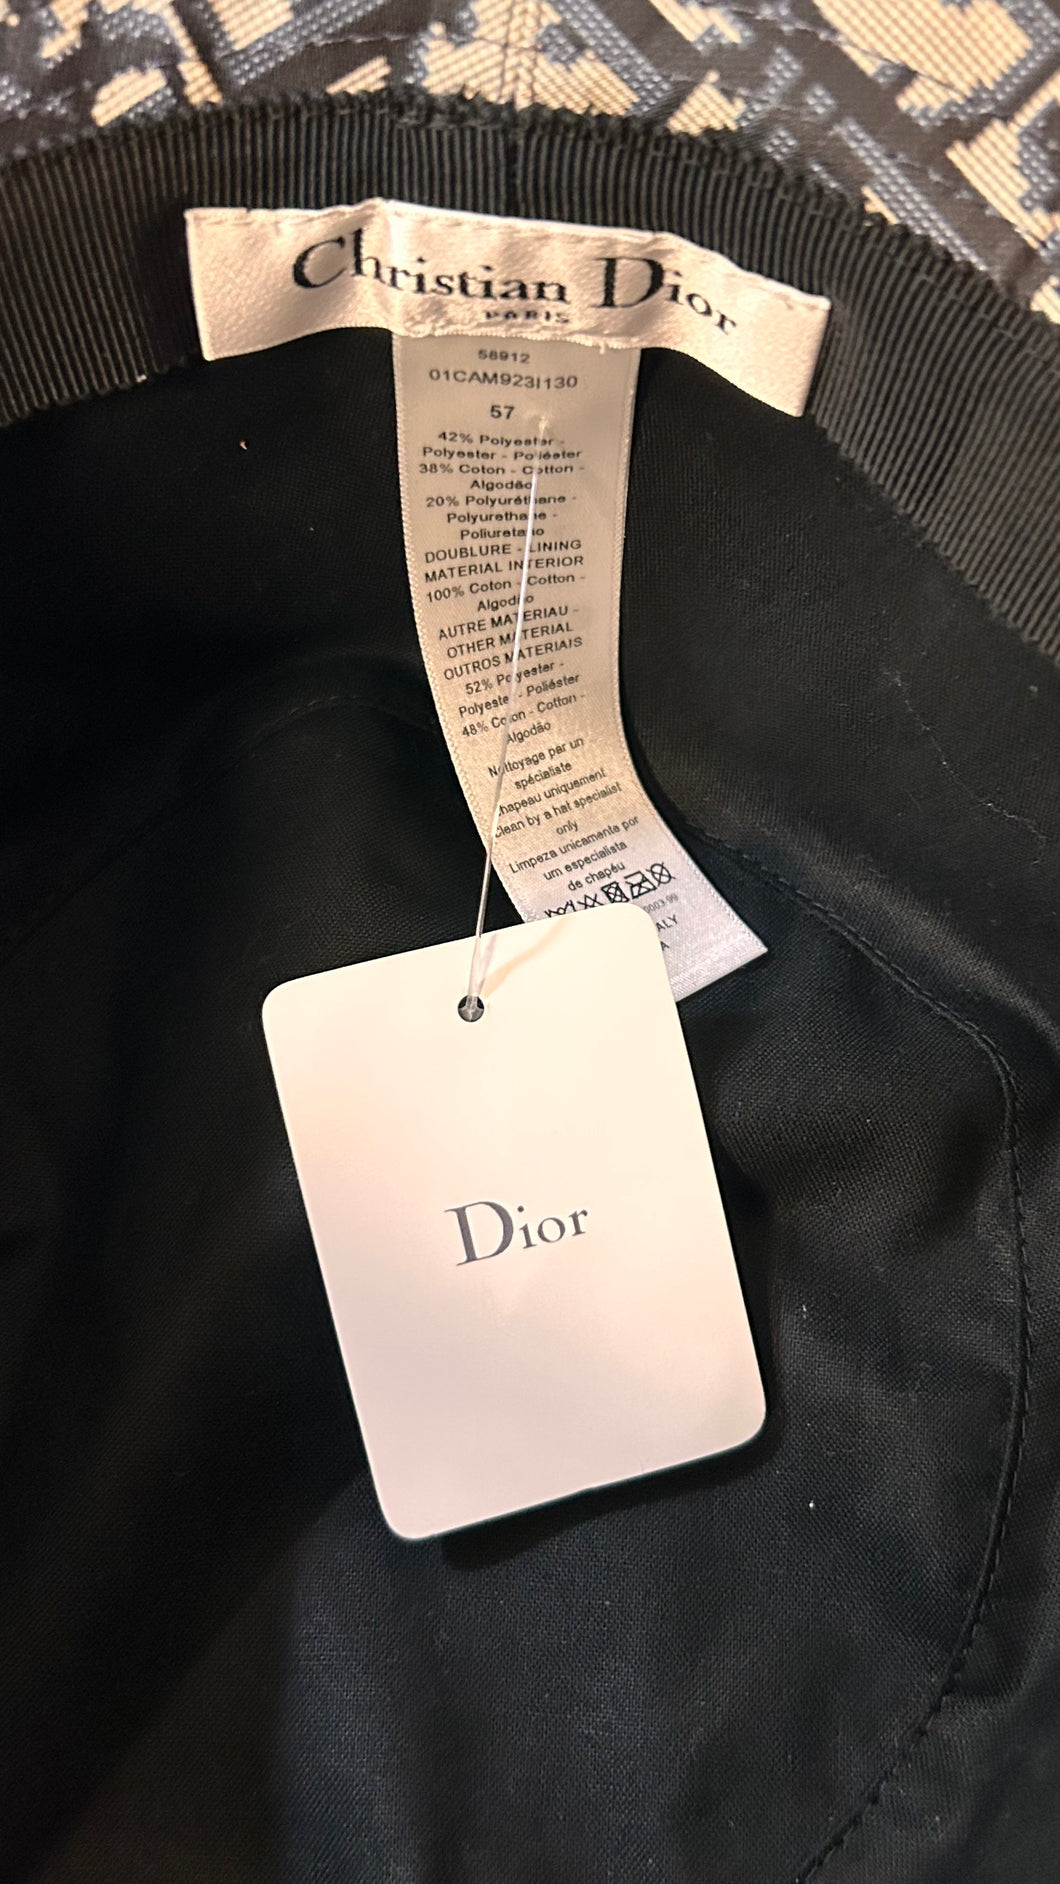 Christian Dior
PARIS
58912
01CAM923I130
57
42% Polyester -
Polyester - Poliéster
38% Coton - Cotton -
Algodão
20% Polyuréthane -
Polyurethane -
Poliuretano
DOUBLURE - LINING
MATERIAL INTERIOR
100% Coton - Cotton -
Algodão
AUTRE MATERIAU -
OTHER MATERIAL
OUTROS MATERIAIS
52% Polyester -
Polyester - Poliéster
48% Coton - Cotton -
Algodão
Nettoyage par un
spécialiste
chapeau uniquement
Clean by a hat specialist
only
Limpeza unicamente por
um especialista
de chapéu
0003-99
ALY
A
Dior